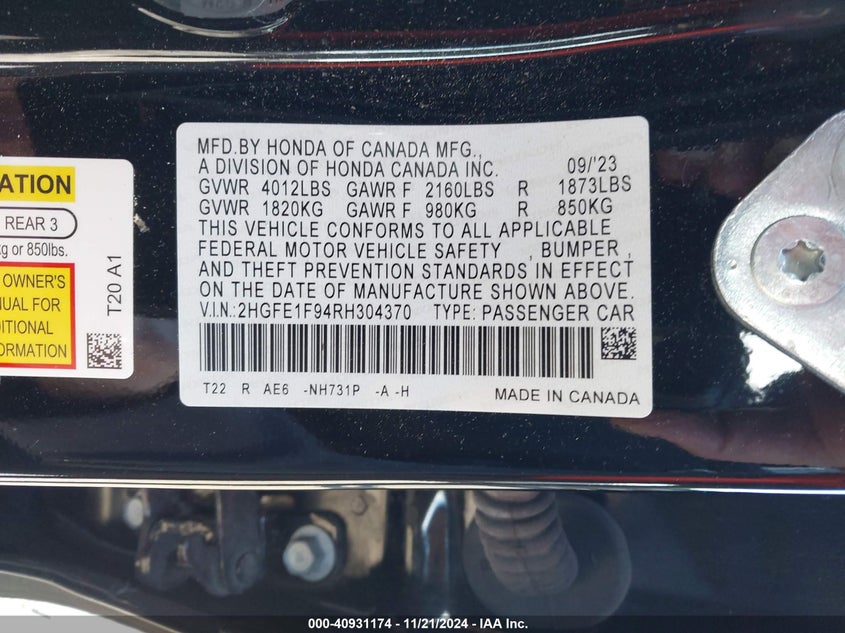 ATION
REAR 3
kg or 850lbs.
OWNER'S
NUAL FOR
DITIONAL
FORMATION
T20 A1
MFD.BY HONDA OF CANADA MFG.,
A DIVISION OF HONDA CANADA INC. 09/'23
GVWR 4012LBS GAWR F 2160LBS R 1873LBS
GVWR 1820KG GAWR F 980KG R 850KG
THIS VEHICLE CONFORMS TO ALL APPLICABLE
FEDERAL MOTOR VEHICLE SAFETY , BUMPER ,
AND THEFT PREVENTION STANDARDS IN EFFECT
ON THE DATE OF MANUFACTURE SHOWN ABOVE.
V.I.N.:2HGFE1F94RH304370 TYPE: PASSENGER CAR
T22 R AE6 -NH731P -A -H MADE IN CANADA
000-40931174 - 11/21/2024 - IAA Inc.